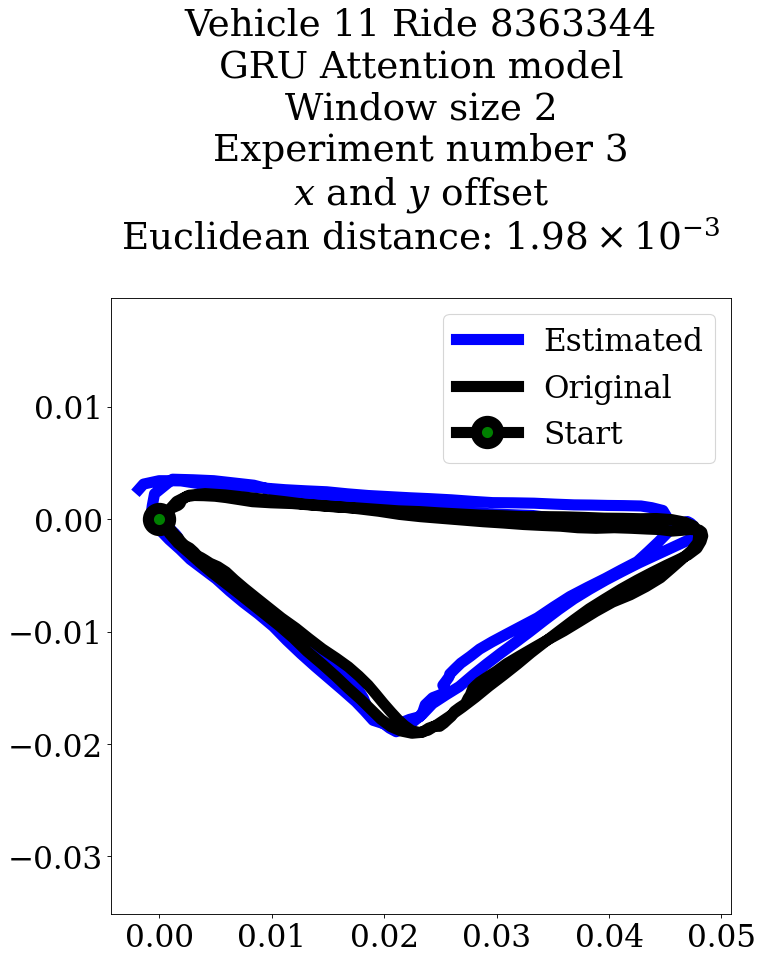 Vehicle 11 Ride 8363344
GRU Attention model
Window size 2
Experiment number 3
x and y offset
Euclidean distance: 1.98 × 10⁻³
Estimated
Original
Start
0.01
0.00
−0.01
−0.02
−0.03
0.00 0.01 0.02 0.03 0.04 0.05